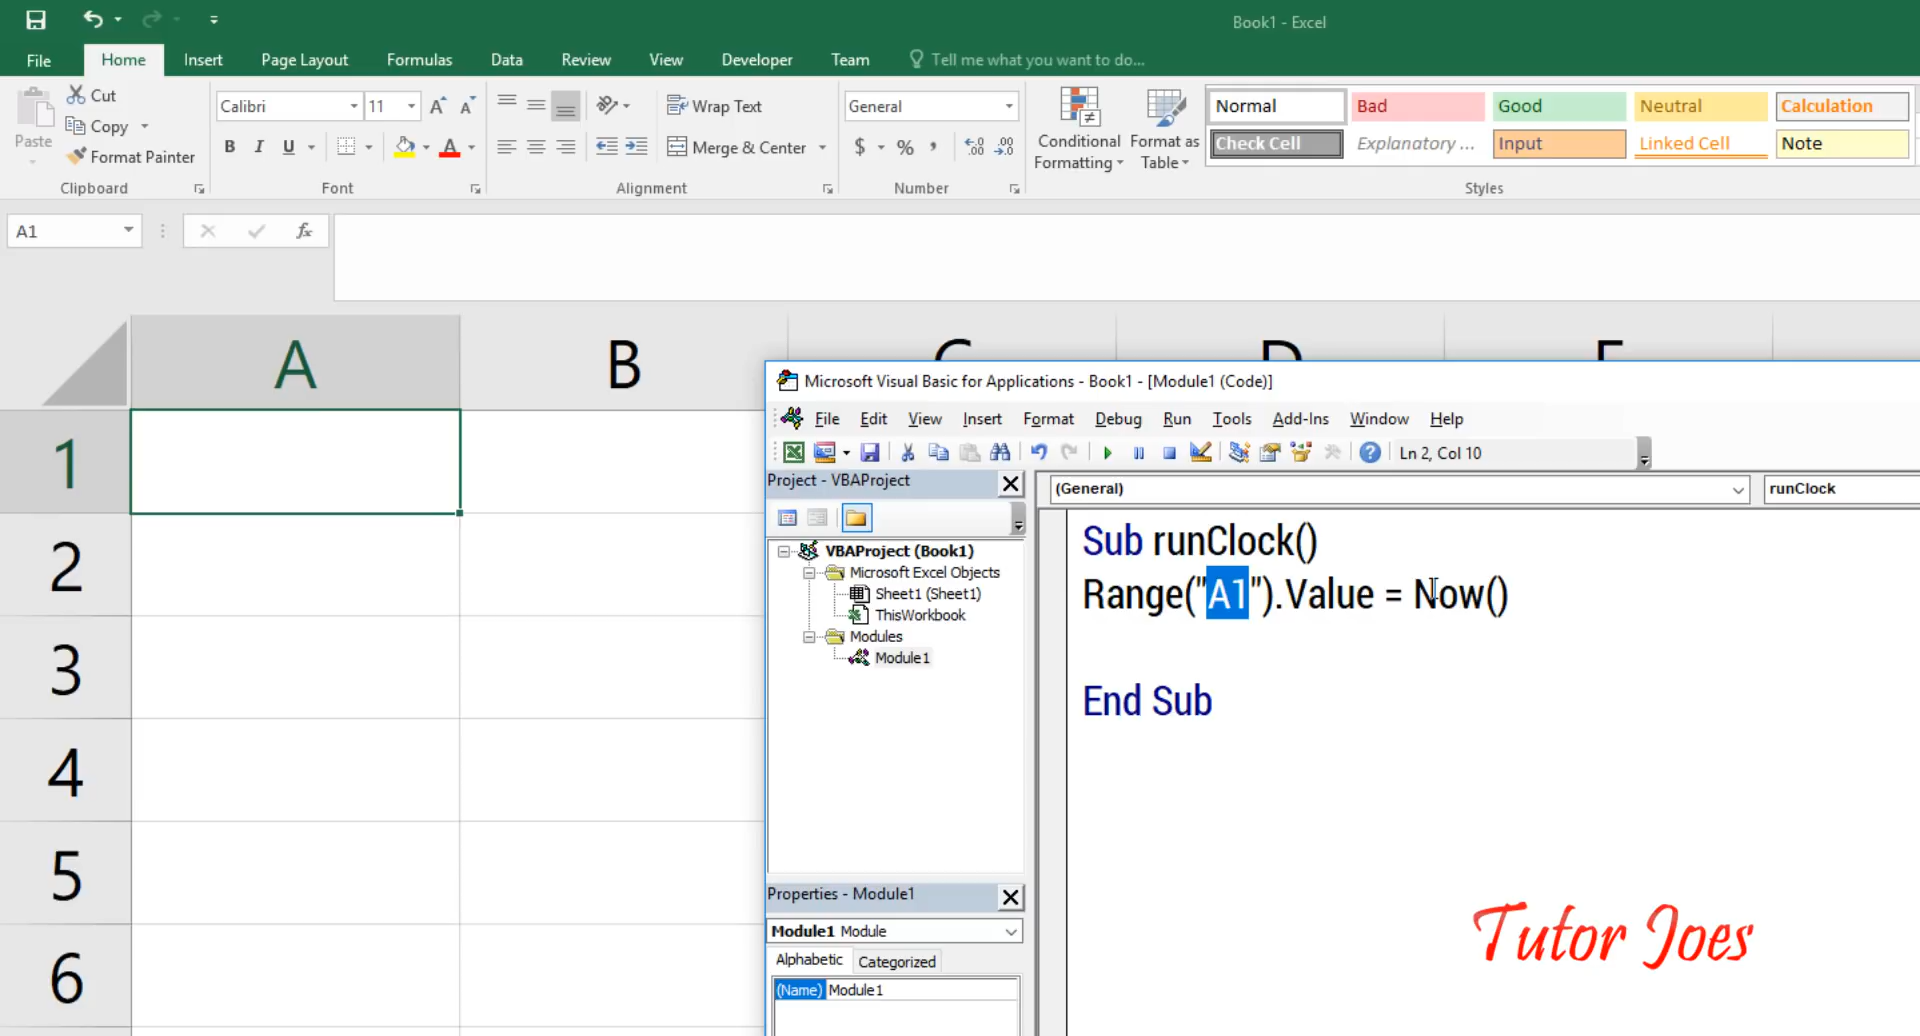 Book1 - Excel
File Home Insert Page Layout Formulas Data Review View Developer Team Tell me what you want to do...
Cut
Copy
Format Painter
Paste
Clipboard
Calibri 11
B I U
Font
Wrap Text
Merge & Center
Alignment
General
$ % ,
Number
Conditional Formatting
Format as Table
Normal Bad Good Neutral Calculation
Check Cell Explanatory ... Input Linked Cell Note
Styles
A1
fx
A B C D F
1
2
3
4
5
6
Microsoft Visual Basic for Applications - Book1 - [Module1 (Code)]
File Edit View Insert Format Debug Run Tools Add-Ins Window Help
Ln 2, Col 10
Project - VBAProject
VBAProject (Book1)
Microsoft Excel Objects
Sheet1 (Sheet1)
ThisWorkbook
Modules
Module1
Properties - Module1
Module1 Module
Alphabetic Categorized
(Name) Module1
(General) runClock
Sub runClock()
Range("A1").Value = Now()
End Sub
Tutor Joes